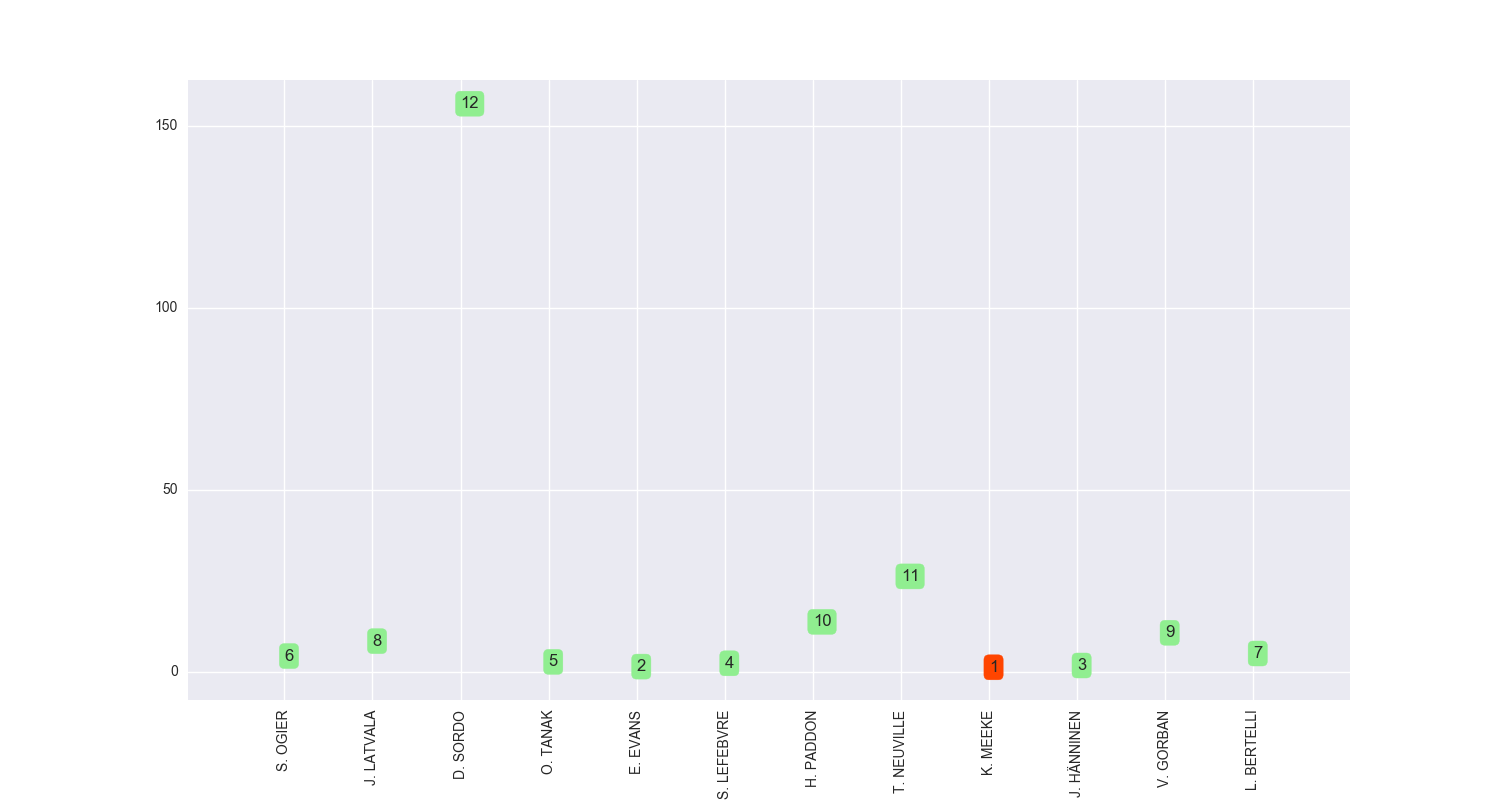 150
100
50
0
12
11
10
9
8
7
6
5
4
3
2
1
S. OGIER
J. LATVALA
D. SORDO
O. TANAK
E. EVANS
S. LEFEBVRE
H. PADDON
T. NEUVILLE
K. MEEKE
J. HÄNNINEN
V. GORBAN
L. BERTELLI